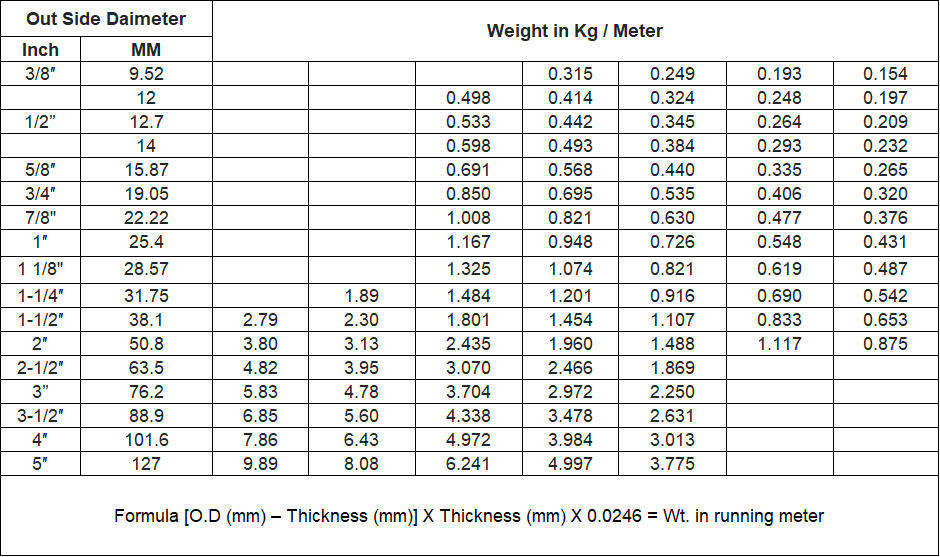 Out Side Daimeter Weight in Kg / Meter
Inch MM
3/8″ 9.52 0.315 0.249 0.193 0.154
12 0.498 0.414 0.324 0.248 0.197
1/2” 12.7 0.533 0.442 0.345 0.264 0.209
14 0.598 0.493 0.384 0.293 0.232
5/8″ 15.87 0.691 0.568 0.440 0.335 0.265
3/4″ 19.05 0.850 0.695 0.535 0.406 0.320
7/8" 22.22 1.008 0.821 0.630 0.477 0.376
1″ 25.4 1.167 0.948 0.726 0.548 0.431
1 1/8" 28.57 1.325 1.074 0.821 0.619 0.487
1-1/4″ 31.75 1.89 1.484 1.201 0.916 0.690 0.542
1-1/2″ 38.1 2.79 2.30 1.801 1.454 1.107 0.833 0.653
2″ 50.8 3.80 3.13 2.435 1.960 1.488 1.117 0.875
2-1/2″ 63.5 4.82 3.95 3.070 2.466 1.869
3” 76.2 5.83 4.78 3.704 2.972 2.250
3-1/2″ 88.9 6.85 5.60 4.338 3.478 2.631
4″ 101.6 7.86 6.43 4.972 3.984 3.013
5″ 127 9.89 8.08 6.241 4.997 3.775
Formula [O.D (mm) – Thickness (mm)] X Thickness (mm) X 0.0246 = Wt. in running meter